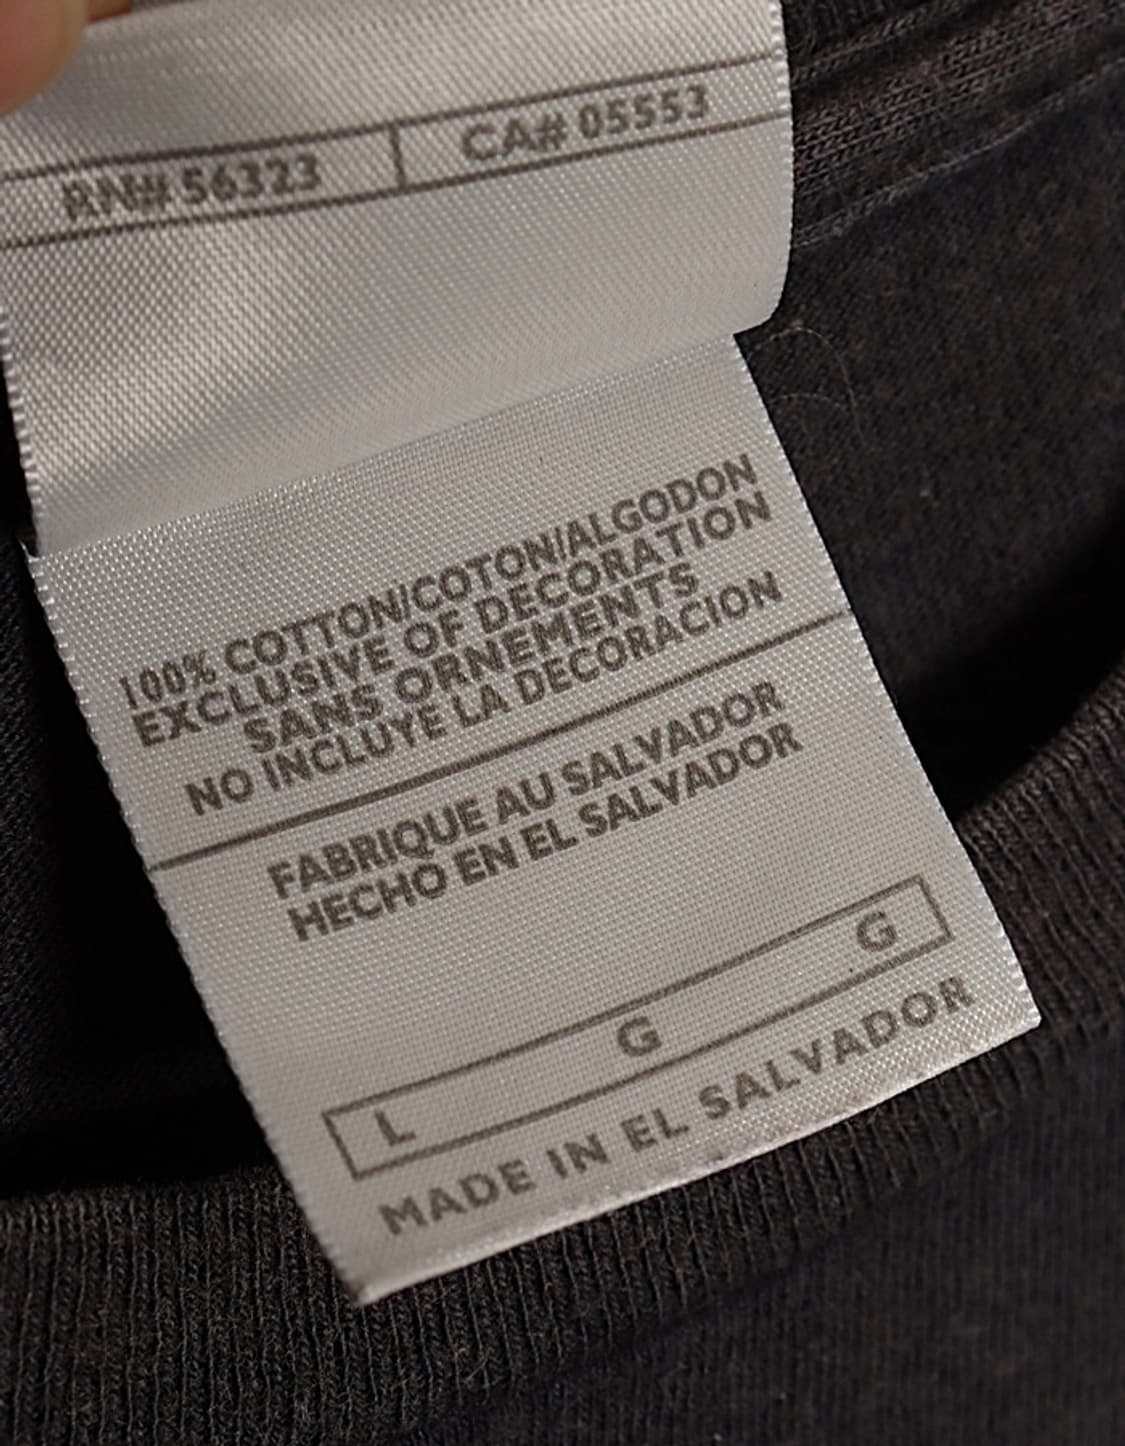 RN# 56323 | CA# 05553
100% COTTON/COTON/ALGODON
EXCLUSIVE OF DECORATION
SANS ORNEMENTS
NO INCLUYE LA DECORACION
FABRIQUE AU SALVADOR
HECHO EN EL SALVADOR
L G G
MADE IN EL SALVADOR